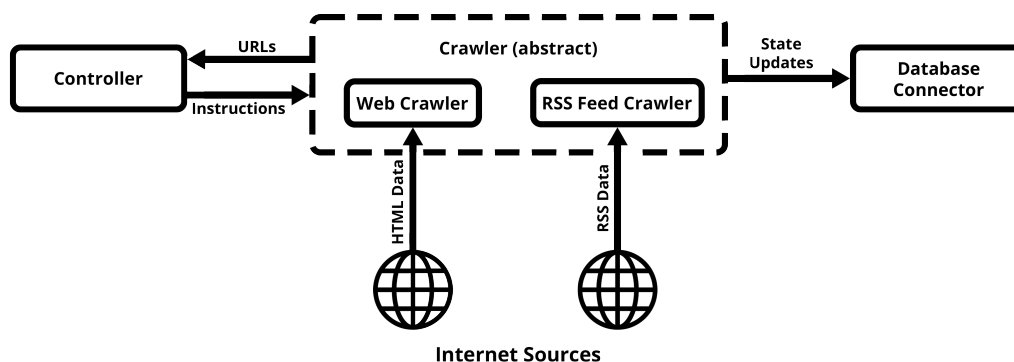 URLs
Controller
Instructions
Crawler (abstract)
Web Crawler
RSS Feed Crawler
State
Updates
Database
Connector
HTML Data
RSS Data
Internet Sources